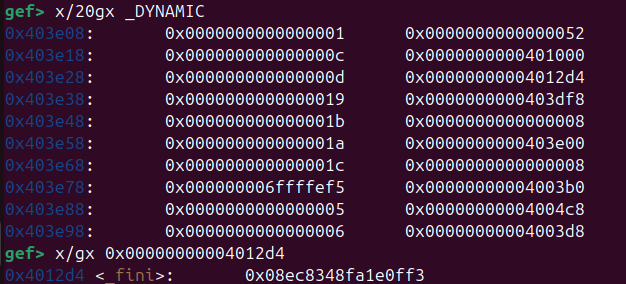 gef> x/20gx _DYNAMIC
0x403e08: 0x0000000000000001 0x0000000000000052
0x403e18: 0x000000000000000c 0x0000000000401000
0x403e28: 0x000000000000000d 0x00000000004012d4
0x403e38: 0x0000000000000019 0x0000000000403df8
0x403e48: 0x000000000000001b 0x0000000000000008
0x403e58: 0x000000000000001a 0x0000000000403e00
0x403e68: 0x000000000000001c 0x0000000000000008
0x403e78: 0x000000006ffffef5 0x00000000004003b0
0x403e88: 0x0000000000000005 0x00000000004004c8
0x403e98: 0x0000000000000006 0x00000000004003d8
gef> x/gx 0x00000000004012d4
0x4012d4 <_fini>: 0x08ec8348fa1e0ff3